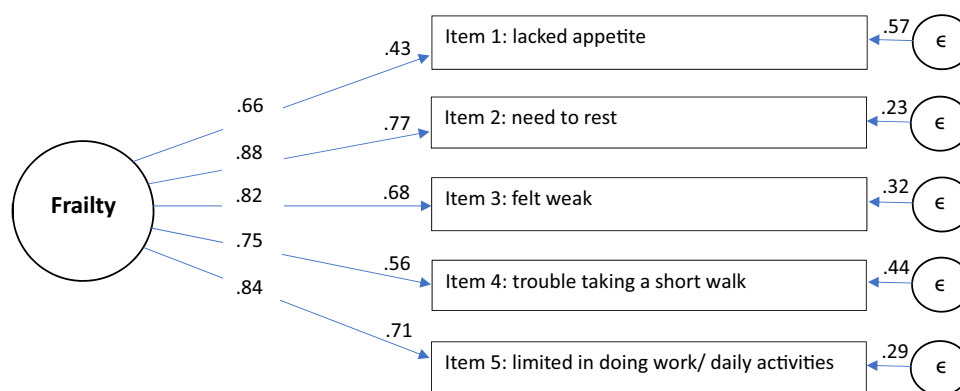 Frailty
.66
.88
.82
.75
.84
.43
.77
.68
.56
.71
Item 1: lacked appetite
.57
ϵ
Item 2: need to rest
.23
ϵ
Item 3: felt weak
.32
ϵ
Item 4: trouble taking a short walk
.44
ϵ
Item 5: limited in doing work/ daily activities
.29
ϵ